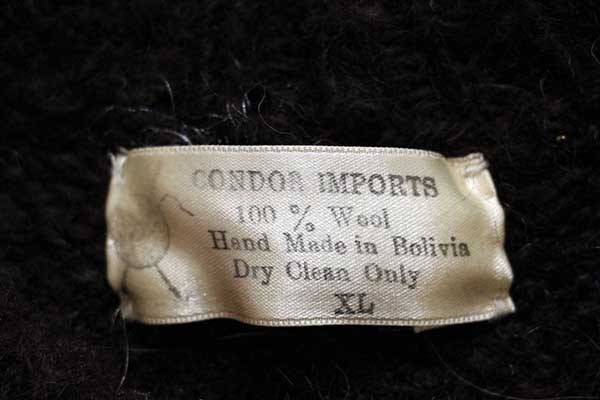 CONDOR IMPORTS
100 % Wool
Hand Made in Bolivia
Dry Clean Only
XL